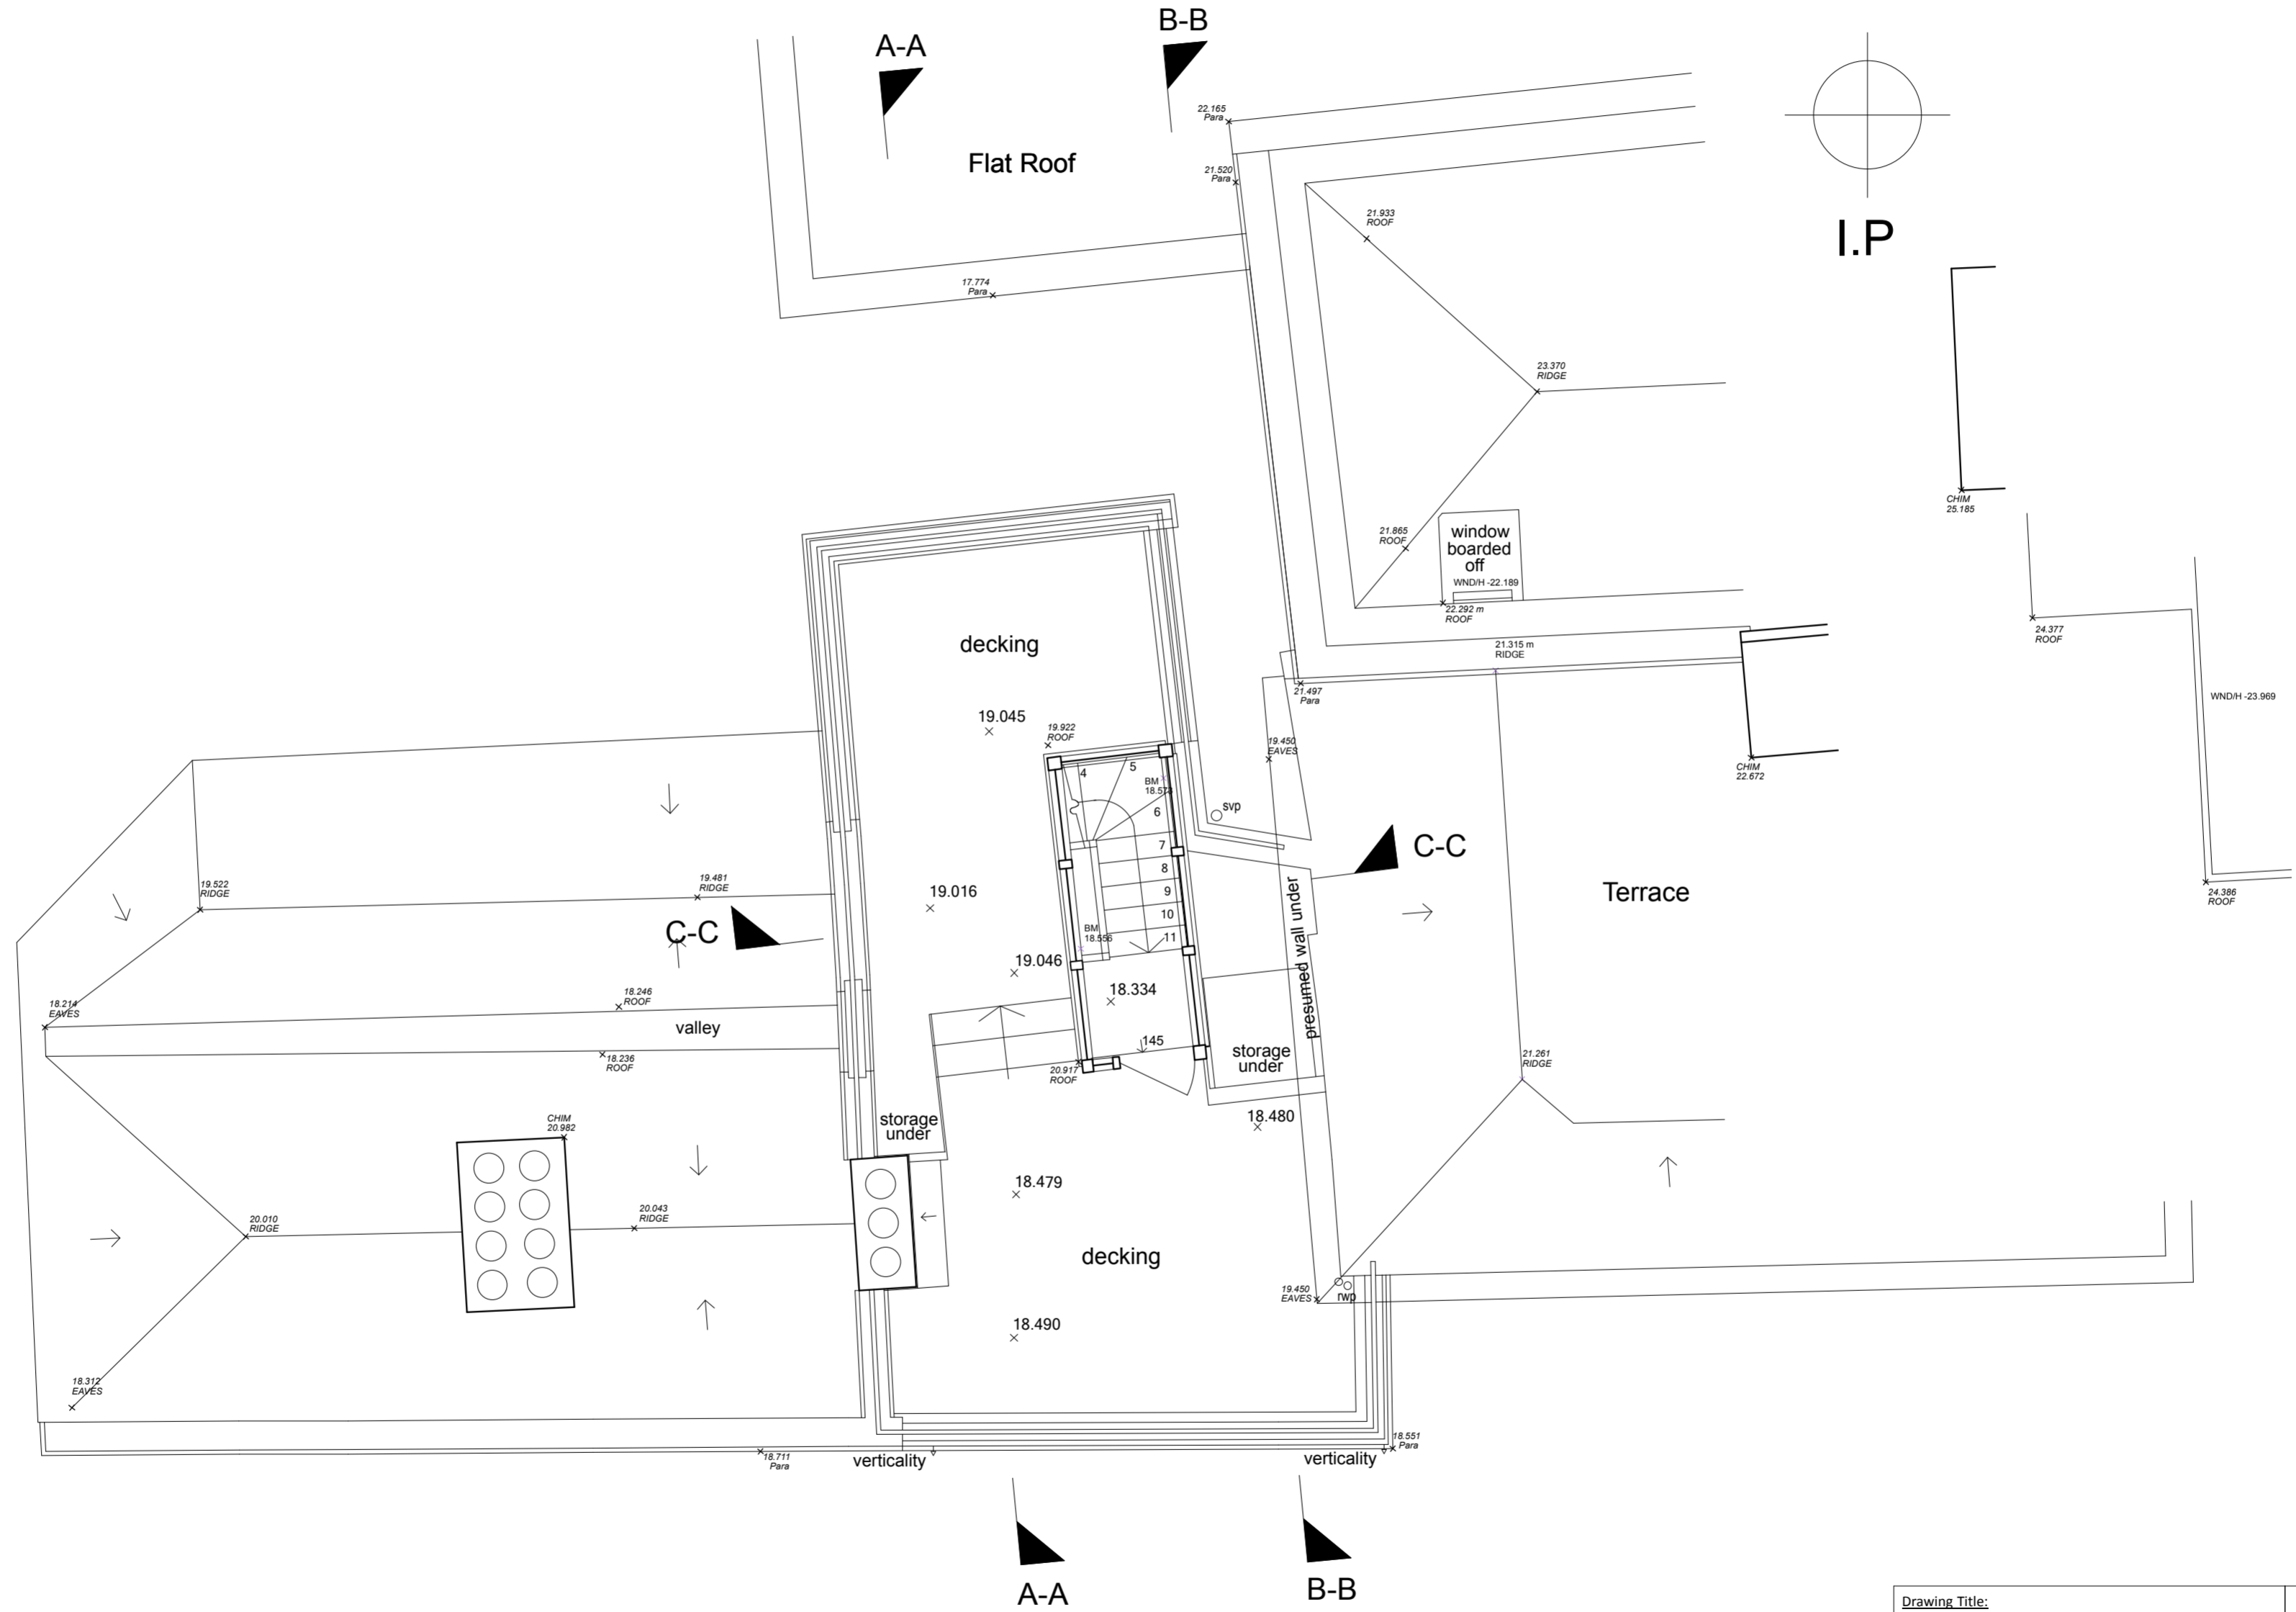 B-B
A-A
22.165
Para
Flat Roof
21.520
Para
21.933
ROOF
I.P
17.774
Para
23.370
RIDGE
CHIM
25.185
window
boarded
off
WND/H -22.189
21.865
ROOF
22.292 m
ROOF
24.377
ROOF
decking
21.315 m
RIDGE
21.497
Para
WND/H -23.969
19.045
19.922
ROOF
19.450
EAVES
CHIM
22.672
4
5
BM
18.573
6
svp
7
8
9
10
11
C-C
19.522
RIDGE
19.481
RIDGE
19.016
Terrace
24.386
ROOF
C-C
BM
18.556
presumed wall under
19.046
18.334
18.214
EAVES
18.246
ROOF
valley
18.236
ROOF
145
storage
under
20.917
ROOF
21.261
RIDGE
CHIM
20.982
storage
under
18.480
18.479
20.010
RIDGE
20.043
RIDGE
decking
19.450
EAVES
rwp
18.490
18.312
EAVES
18.711
Para
verticality
verticality
18.551
Para
A-A
B-B
Drawing Title: